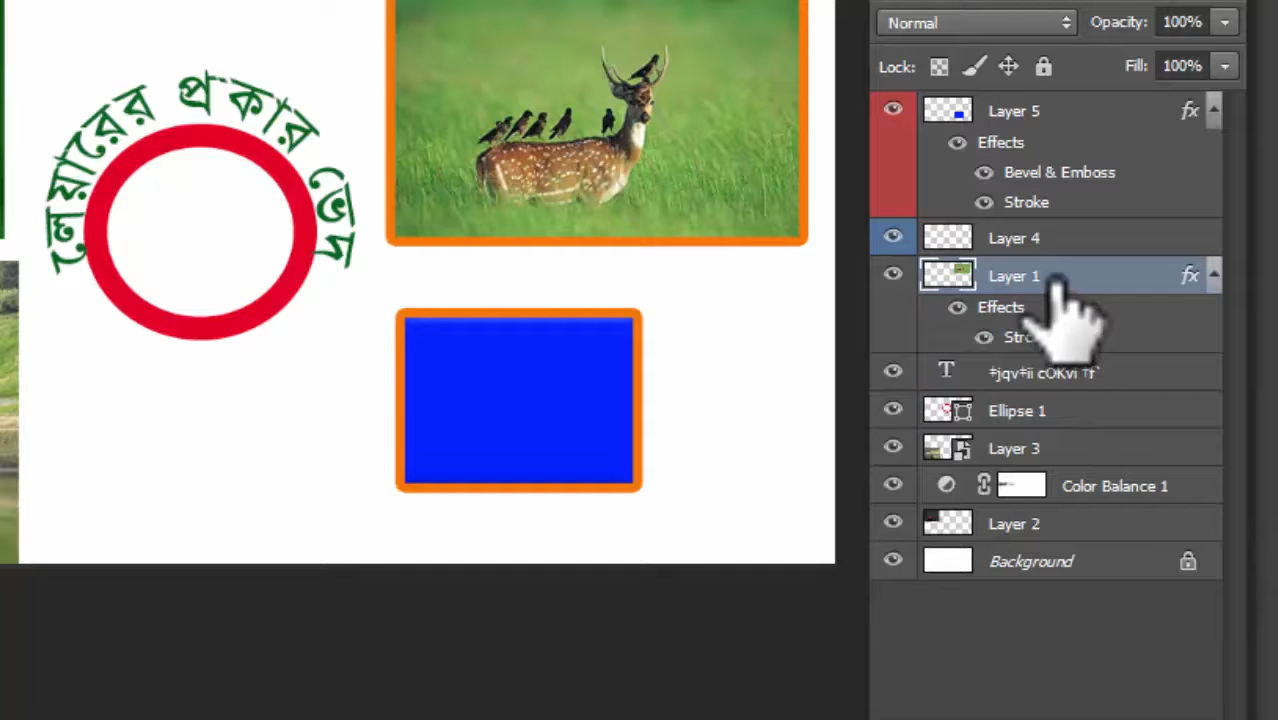 লেয়ারের প্রকার ভেদ
Normal Opacity: 100%
Lock: Fill: 100%
Layer 5 fx
Effects
Bevel & Emboss
Stroke
Layer 4
Layer 1 fx
Effects
T
Ellipse 1
Layer 3
Color Balance 1
Layer 2
Background